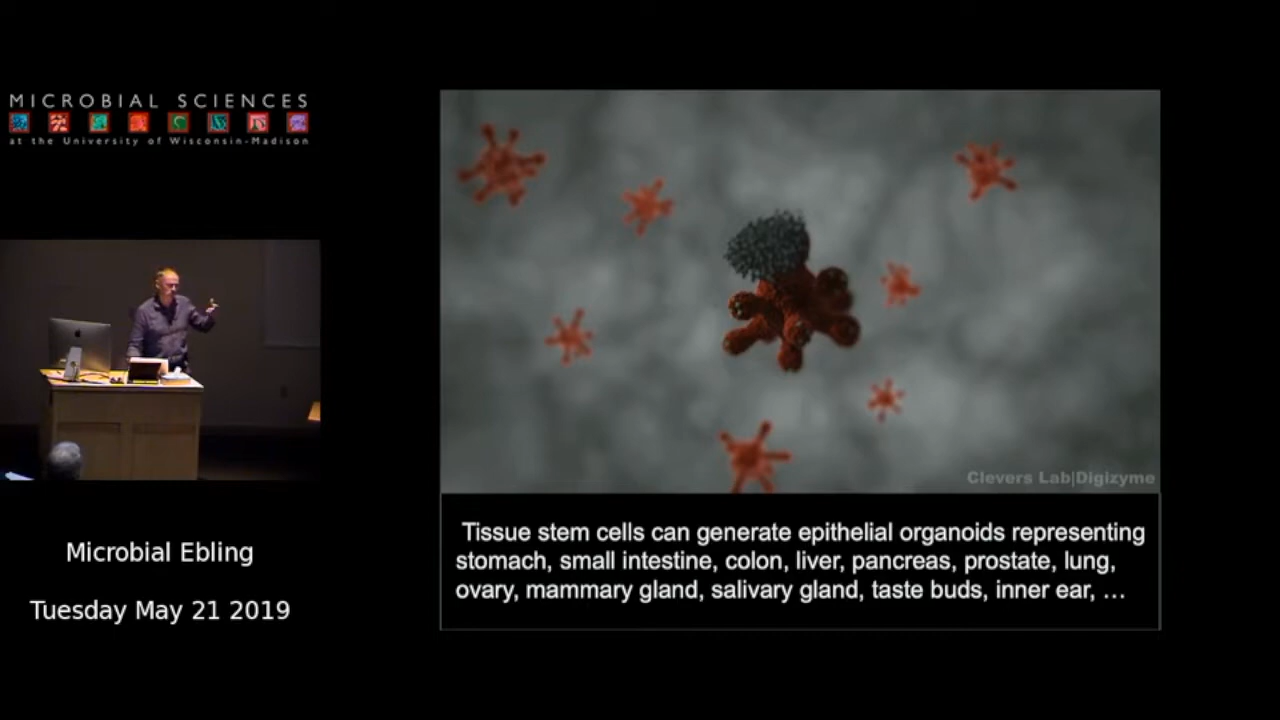 MICROBIAL SCIENCES
at the University of Wisconsin-Madison
Microbial Ebling
Tuesday May 21 2019
Clevers Lab|Digizyme
Tissue stem cells can generate epithelial organoids representing
stomach, small intestine, colon, liver, pancreas, prostate, lung,
ovary, mammary gland, salivary gland, taste buds, inner ear, …